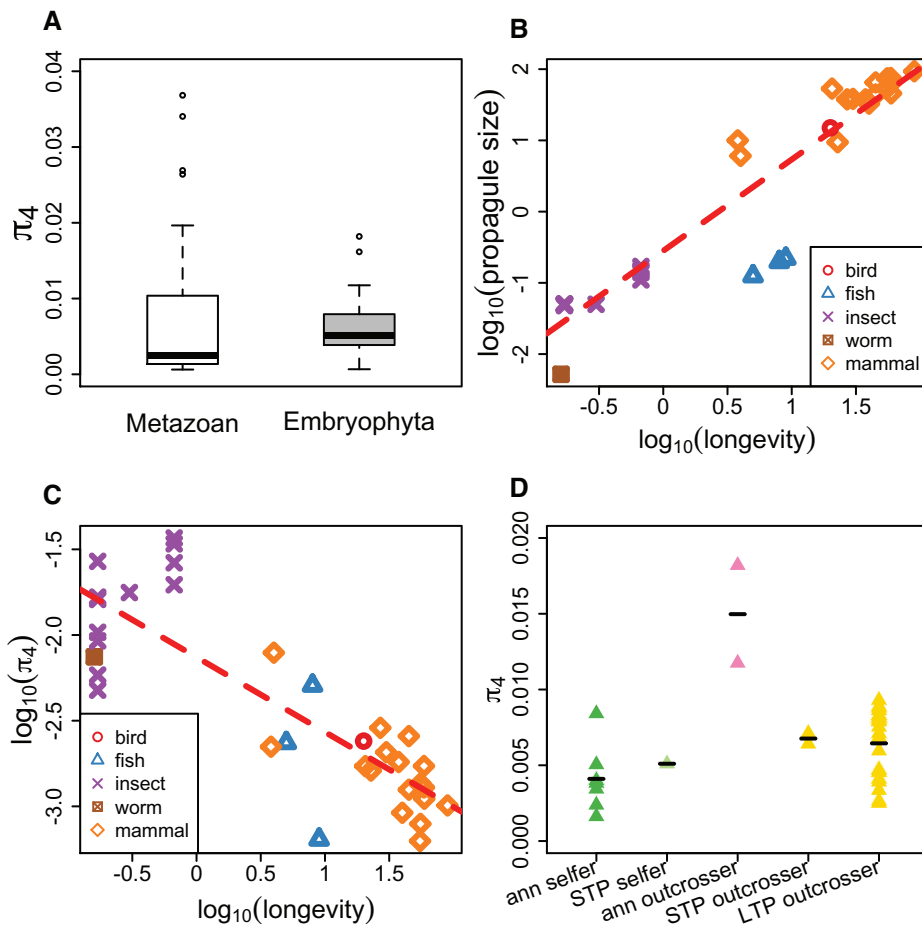 A
π₄
0.00
0.01
0.02
0.03
0.04
Metazoan
Embryophyta
B
log₁₀(propagule size)
-2
-1
0
1
2
bird
fish
insect
worm
mammal
-0.5
0
0.5
1
1.5
log₁₀(longevity)
C
log₁₀(π₄)
-3.0
-2.5
-2.0
-1.5
bird
fish
insect
worm
mammal
-0.5
0
0.5
1
1.5
log₁₀(longevity)
D
π₄
0.000
0.005
0.010
0.015
0.020
ann selfer
STP selfer
ann outcrosser
STP outcrosser
LTP outcrosser